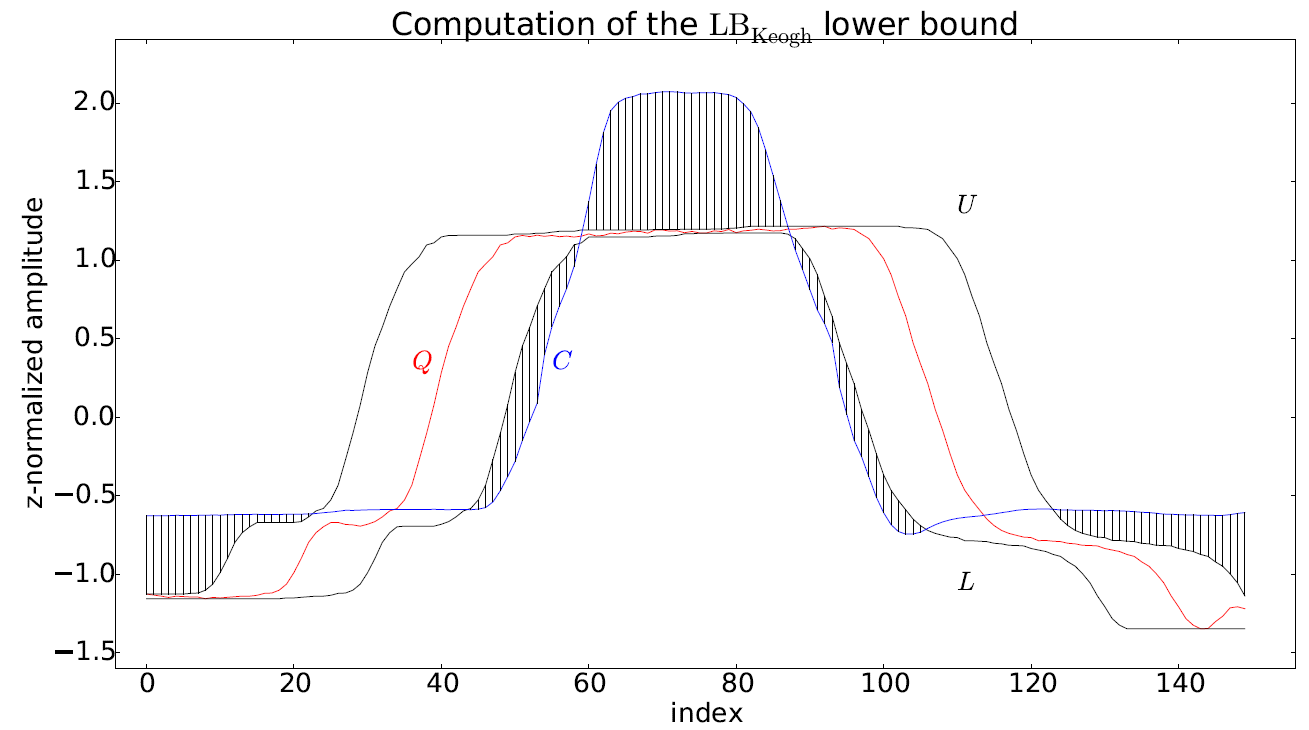 Computation of the LB_Keogh lower bound
z-normalized amplitude
2.0
1.5
1.0
0.5
0.0
−0.5
−1.0
−1.5
U
Q
C
L
0 20 40 60 80 100 120 140
index